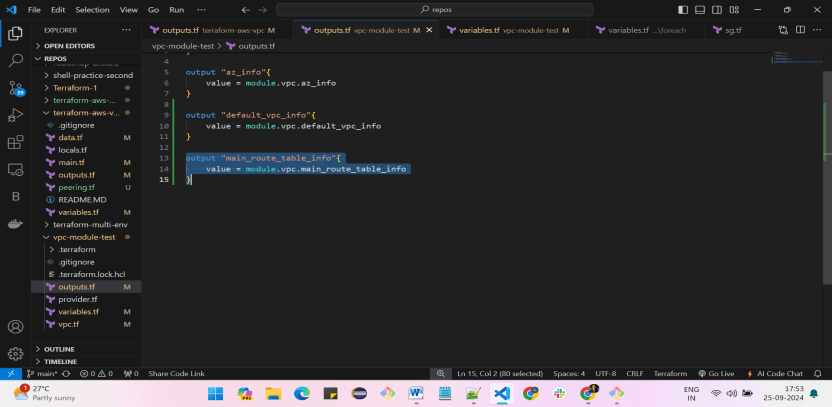 File Edit Selection View Go Run ··· repos
EXPLORER ···
outputs.tf terraform-aws-vpc M
outputs.tf vpc-module-test M
variables.tf vpc-module-test M
variables.tf .../foreach
sg.tf
OPEN EDITORS
REPOS
shell-practice-second
Terraform-1
terraform-aws-...
terraform-aws-v...
.gitignore
data.tf M
locals.tf
main.tf M
outputs.tf M
peering.tf U
README.MD
variables.tf M
terraform-multi-env
vpc-module-test
.terraform
.gitignore
.terraform.lock.hcl
outputs.tf M
provider.tf
variables.tf M
vpc.tf M
OUTLINE
TIMELINE
39
vpc-module-test > outputs.tf
4
5 output "az_info"{
6 value = module.vpc.az_info
7 }
8
9 output "default_vpc_info"{
10 value = module.vpc.default_vpc_info
11 }
12
13 output "main_route_table_info"{
14 value = module.vpc.main_route_table_info
15 }
main* 0 0 0 Share Code Link Ln 15, Col 2 (80 selected) Spaces: 4 UTF-8 CRLF Terraform Go Live AI Code Chat
27°C
Partly sunny
ENG
IN
17:53
25-09-2024